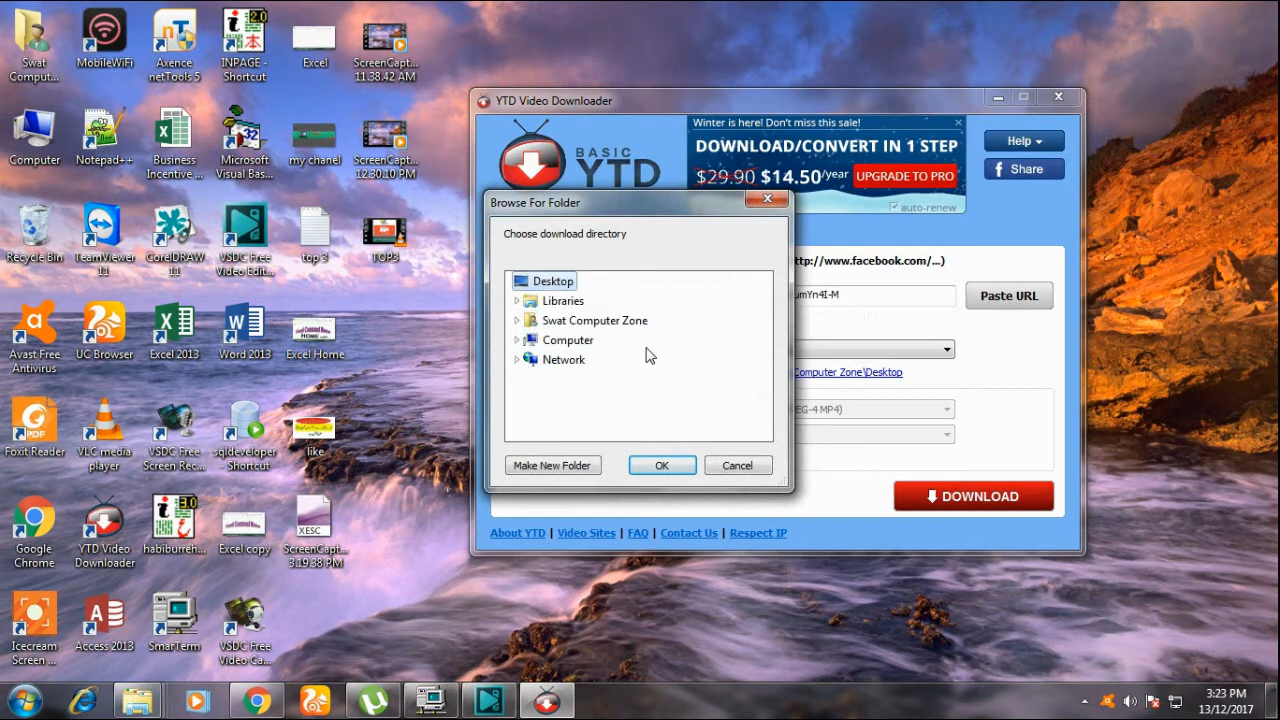 Swat
Comput...
MobileWiFi
Axence
netTools 5
INPAGE -
Shortcut
Excel
ScreenCapt...
11.38.42 AM
Computer
Notepad++
Business
Incentive ...
Microsoft
Visual Bas...
my chanel
ScreenCapt...
12.30.10 PM
Recycle Bin
TeamViewer
11
CorelDRAW
11
VSDC Free
Video Edit...
top 3
TOP3
Avast Free
Antivirus
UC Browser
Excel 2013
Word 2013
Excel Home
Foxit Reader
VLC media
player
VSDC Free
Screen Rec...
sqldeveloper
- Shortcut
like
Google
Chrome
YTD Video
Downloader
habiburreh...
Excel copy
XESC
ScreenCapt...
3.19.38 PM
Icecream
Screen ...
Access 2013
SmarTerm
VSDC Free
Video Ca...
YTD Video Downloader
BASIC
YTD
Winter is here! Don't miss this sale!
DOWNLOAD/CONVERT IN 1 STEP
$29.90 $14.50/year UPGRADE TO PRO
auto-renew
Help
Share
Browse For Folder
Choose download directory
Desktop
Libraries
Swat Computer Zone
Computer
Network
Make New Folder
OK
Cancel
ttp://www.facebook.com/...)
umYn4I-M
Paste URL
Computer Zone\Desktop
EG-4 MP4)
DOWNLOAD
About YTD | Video Sites | FAQ | Contact Us | Respect IP
3:23 PM
13/12/2017